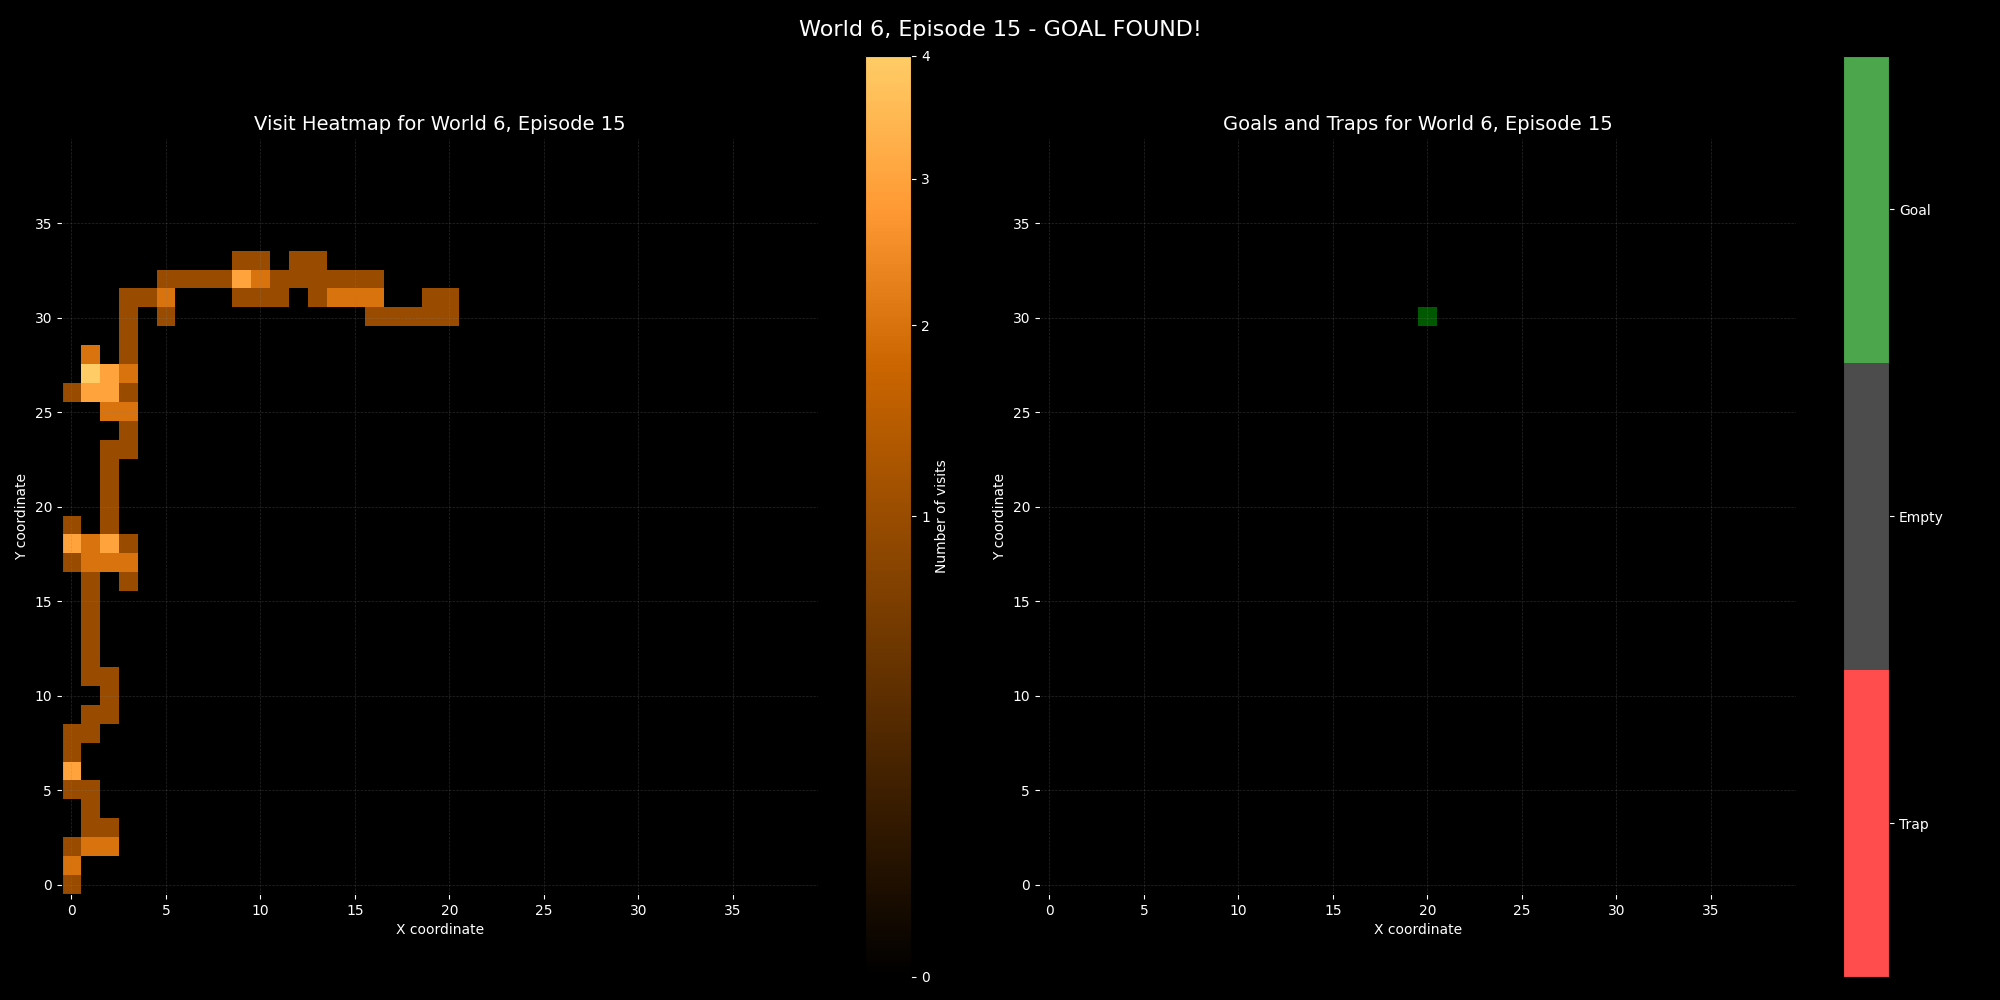 World 6, Episode 15 - GOAL FOUND!
Visit Heatmap for World 6, Episode 15
35
30
25
20
15
10
5
0
Y coordinate
0 5 10 15 20 25 30 35
X coordinate
4
3
2
1
0
Number of visits
Goals and Traps for World 6, Episode 15
35
30
25
20
15
10
5
0
Y coordinate
0 5 10 15 20 25 30 35
X coordinate
Goal
Empty
Trap